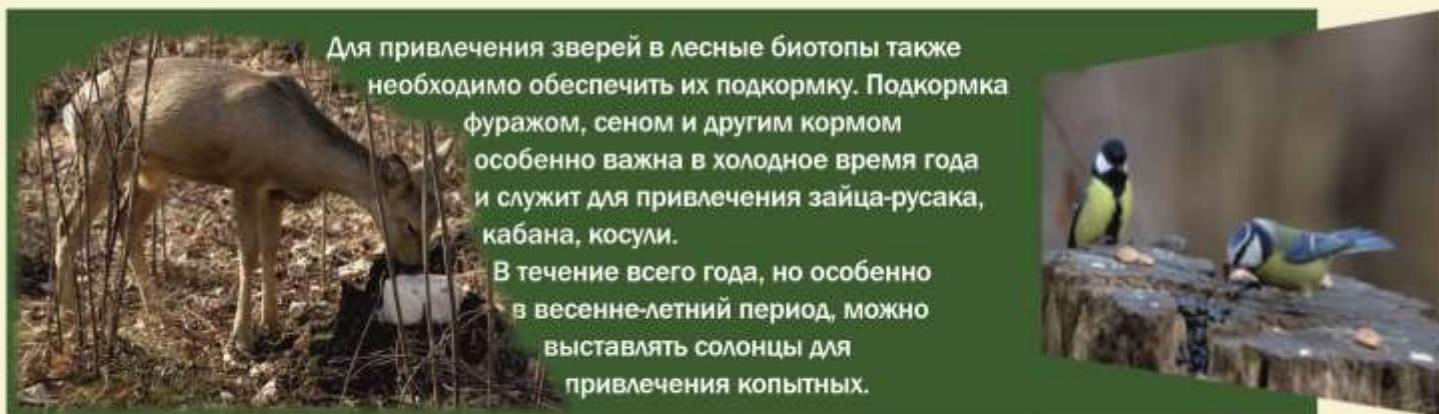 Для привлечения зверей в лесные биотопы также
необходимо обеспечить их подкормку. Подкормка
фуражом, сеном и другим кормом
особенно важна в холодное время года
и служит для привлечения зайца-русака,
кабана, косули.
В течение всего года, но особенно
в весенне-летний период, можно
выставлять солонцы для
привлечения копытных.